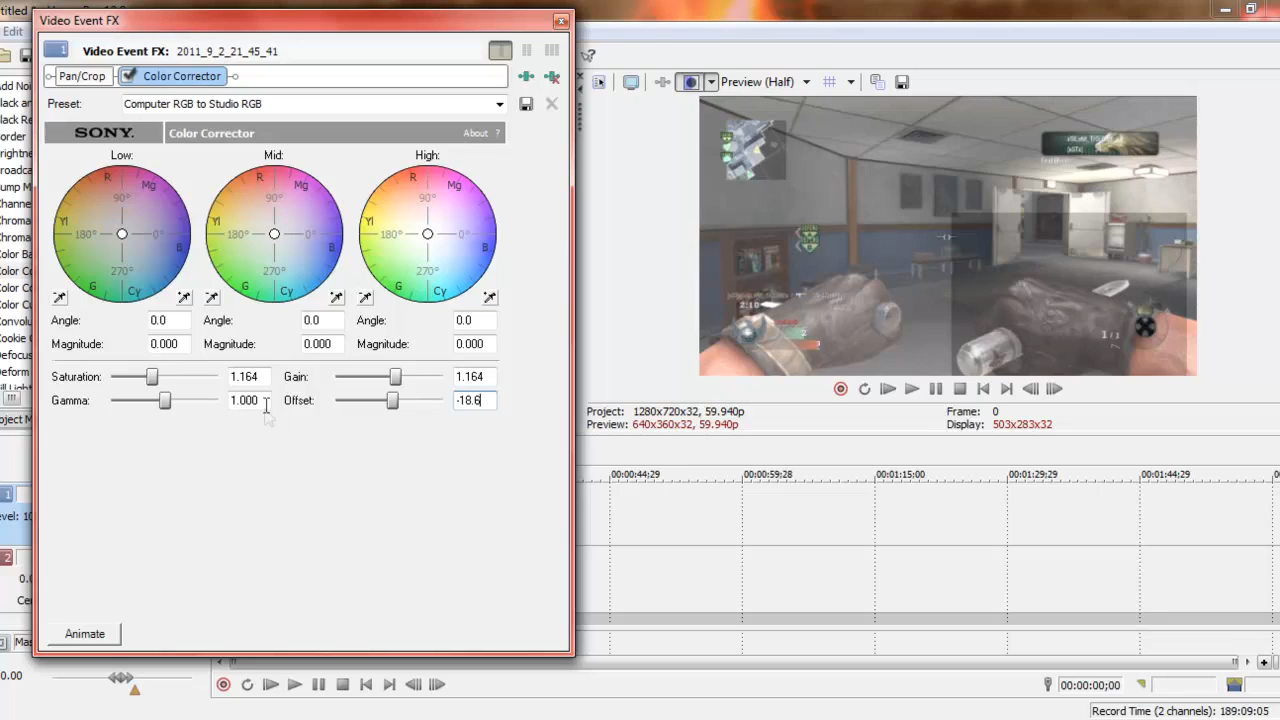 Video Event FX
Edit
1
Video Event FX: 2011_9_2_21_45_41
Pan/Crop
Color Corrector
Preset:
Computer RGB to Studio RGB
Preview (Half)
SONY.
Color Corrector
About ?
Low:
Mid:
High:
R
Mg
90°
Yl
180°
0°
B
270°
G
Cy
R
Mg
90°
Yl
180°
0°
B
270°
G
Cy
R
Mg
90°
Yl
180°
0°
B
270°
G
Cy
Angle: 0.0
Angle: 0.0
Angle: 0.0
Magnitude: 0.000
Magnitude: 0.000
Magnitude: 0.000
Saturation: 1.164
Gain: 1.164
Gamma: 1.000
Offset: -18.6
Animate
Project: 1280x720x32, 59.940p
Frame: 0
Preview: 640x360x32, 59.940p
Display: 503x283x32
00:00:44;29
00:00:59;28
00:01:15;00
00:01:29;29
00:01:44;29
1
2
00:00:00;00
Record Time (2 channels): 189:09:05